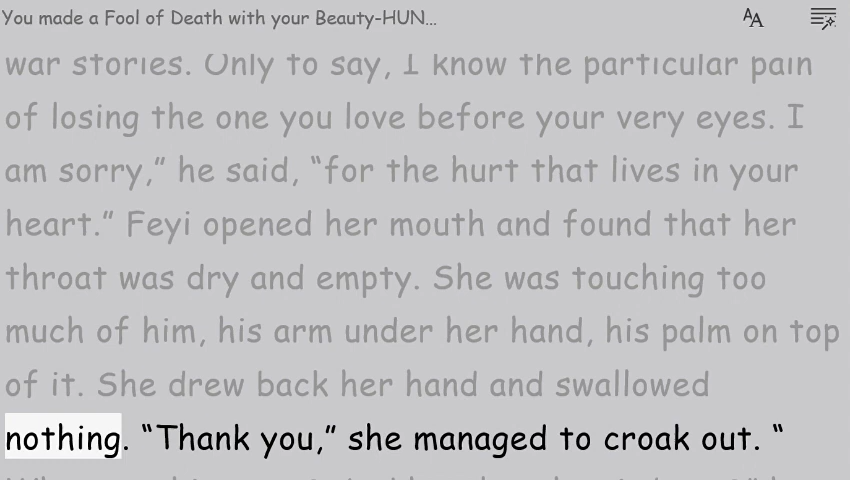 You made a Fool of Death with your Beauty-HUN...
war stories. Only to say, I know the particular pain
of losing the one you love before your very eyes. I
am sorry,” he said, “for the hurt that lives in your
heart.” Feyi opened her mouth and found that her
throat was dry and empty. She was touching too
much of him, his arm under her hand, his palm on top
of it. She drew back her hand and swallowed
nothing. “Thank you,” she managed to croak out. “